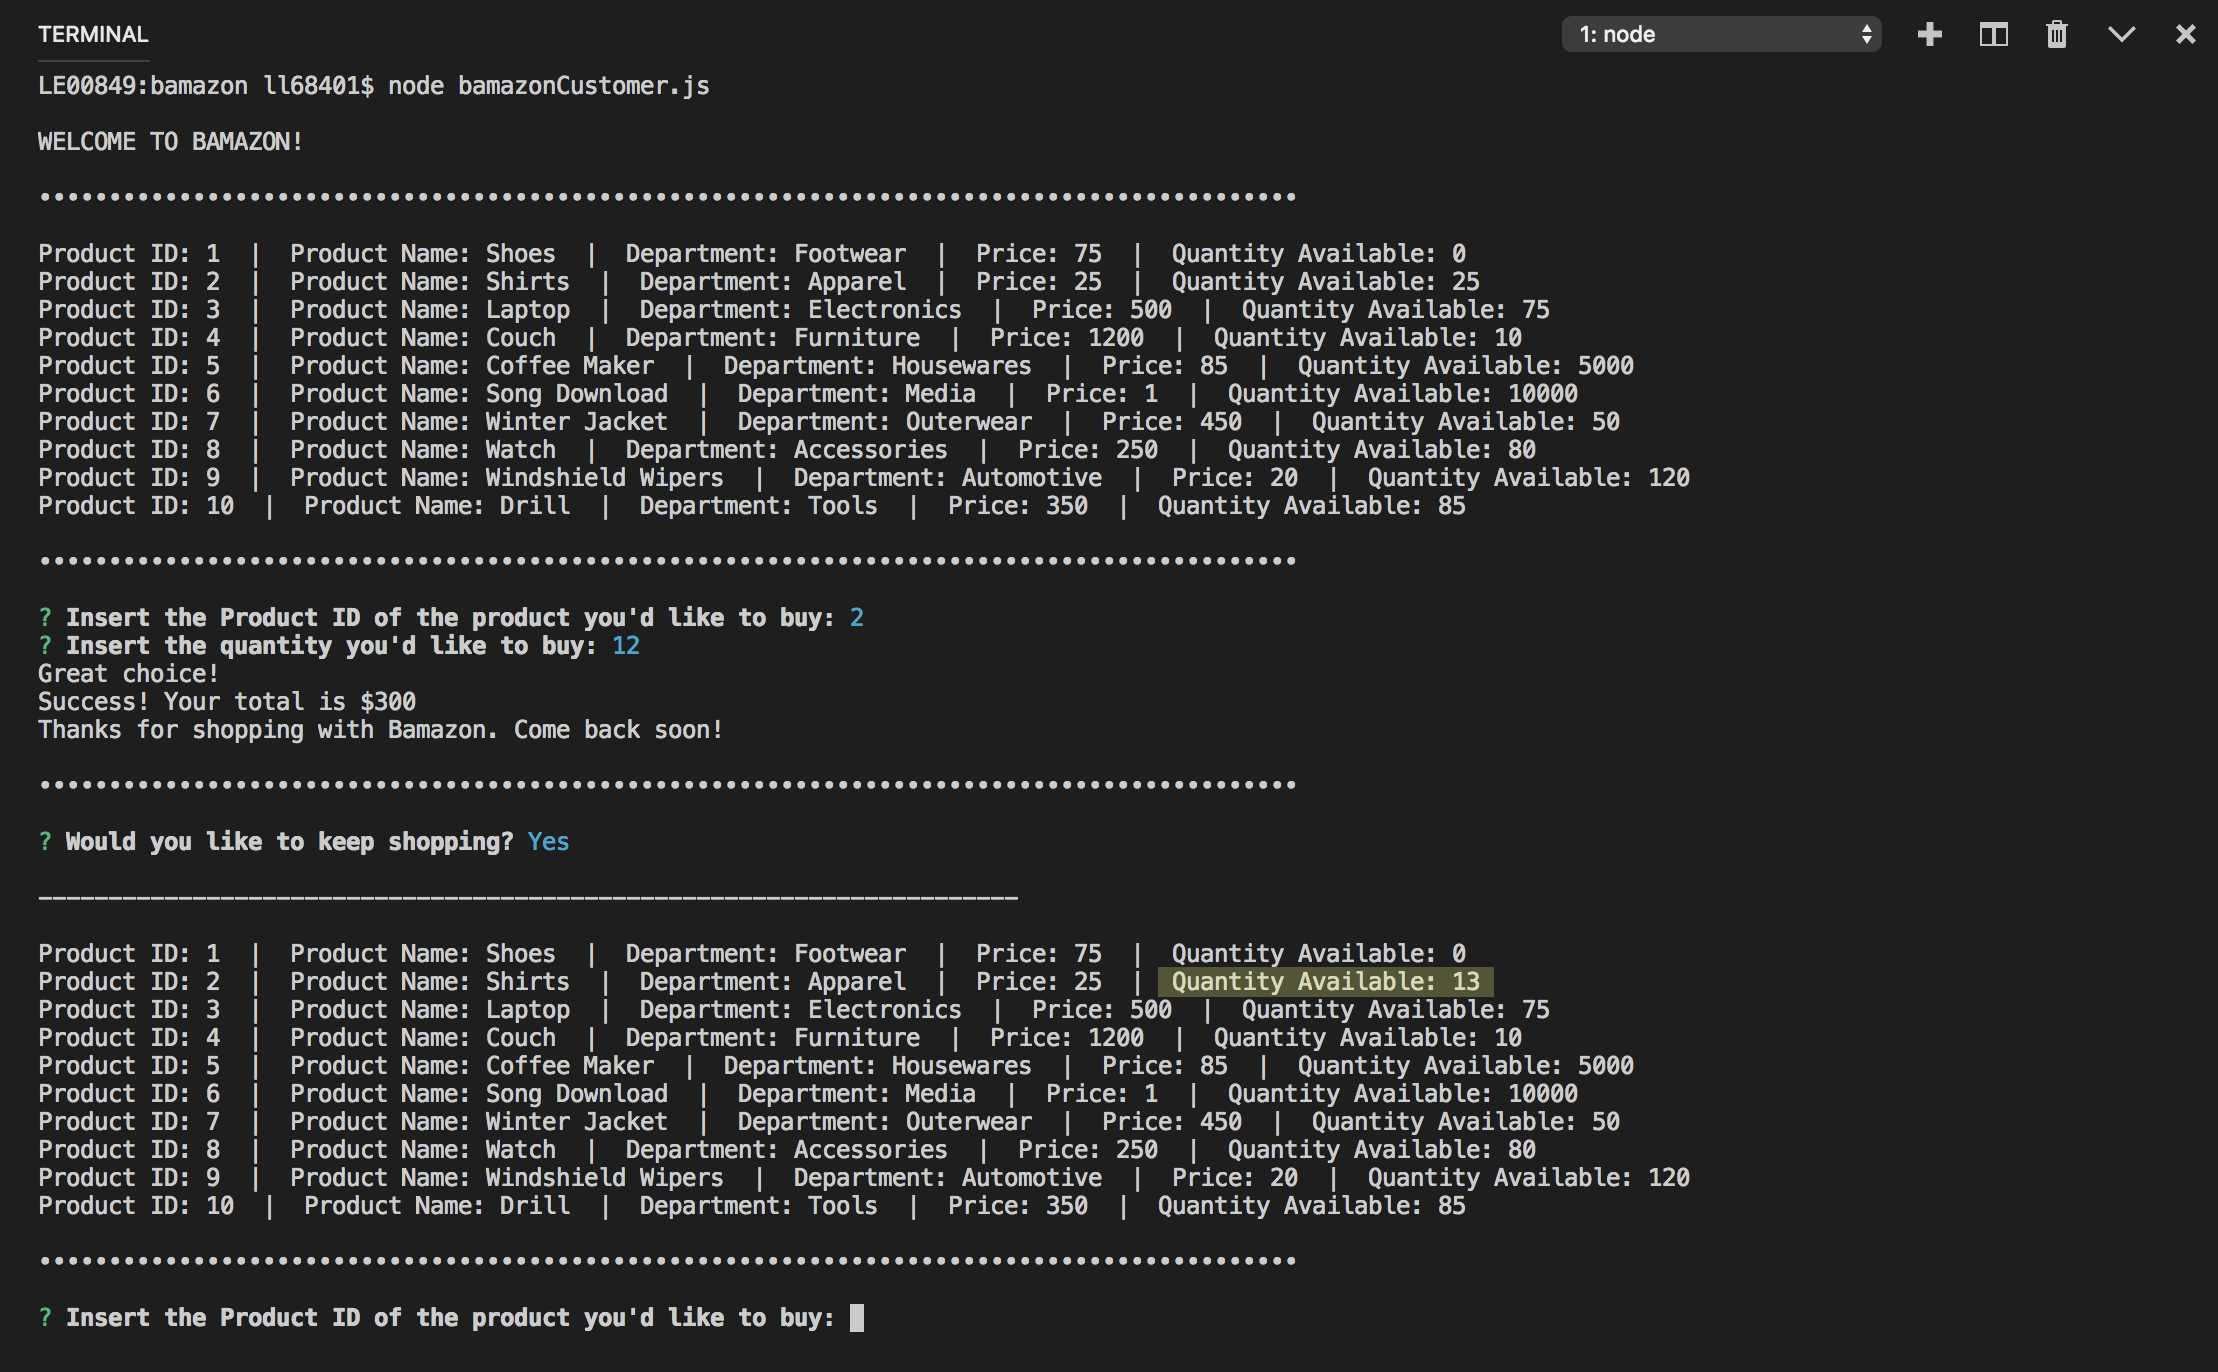 TERMINAL
1: node
LE00849:bamazon ll68401$ node bamazonCustomer.js
WELCOME TO BAMAZON!
••••••••••••••••••••••••••••••••••••••••••••••••••••••••••••••••••••••••••••••••••••••••••
Product ID: 1  |  Product Name: Shoes  |  Department: Footwear  |  Price: 75  |  Quantity Available: 0
Product ID: 2  |  Product Name: Shirts  |  Department: Apparel  |  Price: 25  |  Quantity Available: 25
Product ID: 3  |  Product Name: Laptop  |  Department: Electronics  |  Price: 500  |  Quantity Available: 75
Product ID: 4  |  Product Name: Couch  |  Department: Furniture  |  Price: 1200  |  Quantity Available: 10
Product ID: 5  |  Product Name: Coffee Maker  |  Department: Housewares  |  Price: 85  |  Quantity Available: 5000
Product ID: 6  |  Product Name: Song Download  |  Department: Media  |  Price: 1  |  Quantity Available: 10000
Product ID: 7  |  Product Name: Winter Jacket  |  Department: Outerwear  |  Price: 450  |  Quantity Available: 50
Product ID: 8  |  Product Name: Watch  |  Department: Accessories  |  Price: 250  |  Quantity Available: 80
Product ID: 9  |  Product Name: Windshield Wipers  |  Department: Automotive  |  Price: 20  |  Quantity Available: 120
Product ID: 10  |  Product Name: Drill  |  Department: Tools  |  Price: 350  |  Quantity Available: 85
••••••••••••••••••••••••••••••••••••••••••••••••••••••••••••••••••••••••••••••••••••••••••
? Insert the Product ID of the product you'd like to buy: 2
? Insert the quantity you'd like to buy: 12
Great choice!
Success! Your total is $300
Thanks for shopping with Bamazon. Come back soon!
••••••••••••••••••••••••••••••••••••••••••••••••••••••••••••••••••••••••••••••••••••••••••
? Would you like to keep shopping? Yes
______________________________________________________________________
Product ID: 1  |  Product Name: Shoes  |  Department: Footwear  |  Price: 75  |  Quantity Available: 0
Product ID: 2  |  Product Name: Shirts  |  Department: Apparel  |  Price: 25  |  Quantity Available: 13
Product ID: 3  |  Product Name: Laptop  |  Department: Electronics  |  Price: 500  |  Quantity Available: 75
Product ID: 4  |  Product Name: Couch  |  Department: Furniture  |  Price: 1200  |  Quantity Available: 10
Product ID: 5  |  Product Name: Coffee Maker  |  Department: Housewares  |  Price: 85  |  Quantity Available: 5000
Product ID: 6  |  Product Name: Song Download  |  Department: Media  |  Price: 1  |  Quantity Available: 10000
Product ID: 7  |  Product Name: Winter Jacket  |  Department: Outerwear  |  Price: 450  |  Quantity Available: 50
Product ID: 8  |  Product Name: Watch  |  Department: Accessories  |  Price: 250  |  Quantity Available: 80
Product ID: 9  |  Product Name: Windshield Wipers  |  Department: Automotive  |  Price: 20  |  Quantity Available: 120
Product ID: 10  |  Product Name: Drill  |  Department: Tools  |  Price: 350  |  Quantity Available: 85
••••••••••••••••••••••••••••••••••••••••••••••••••••••••••••••••••••••••••••••••••••••••••
? Insert the Product ID of the product you'd like to buy: